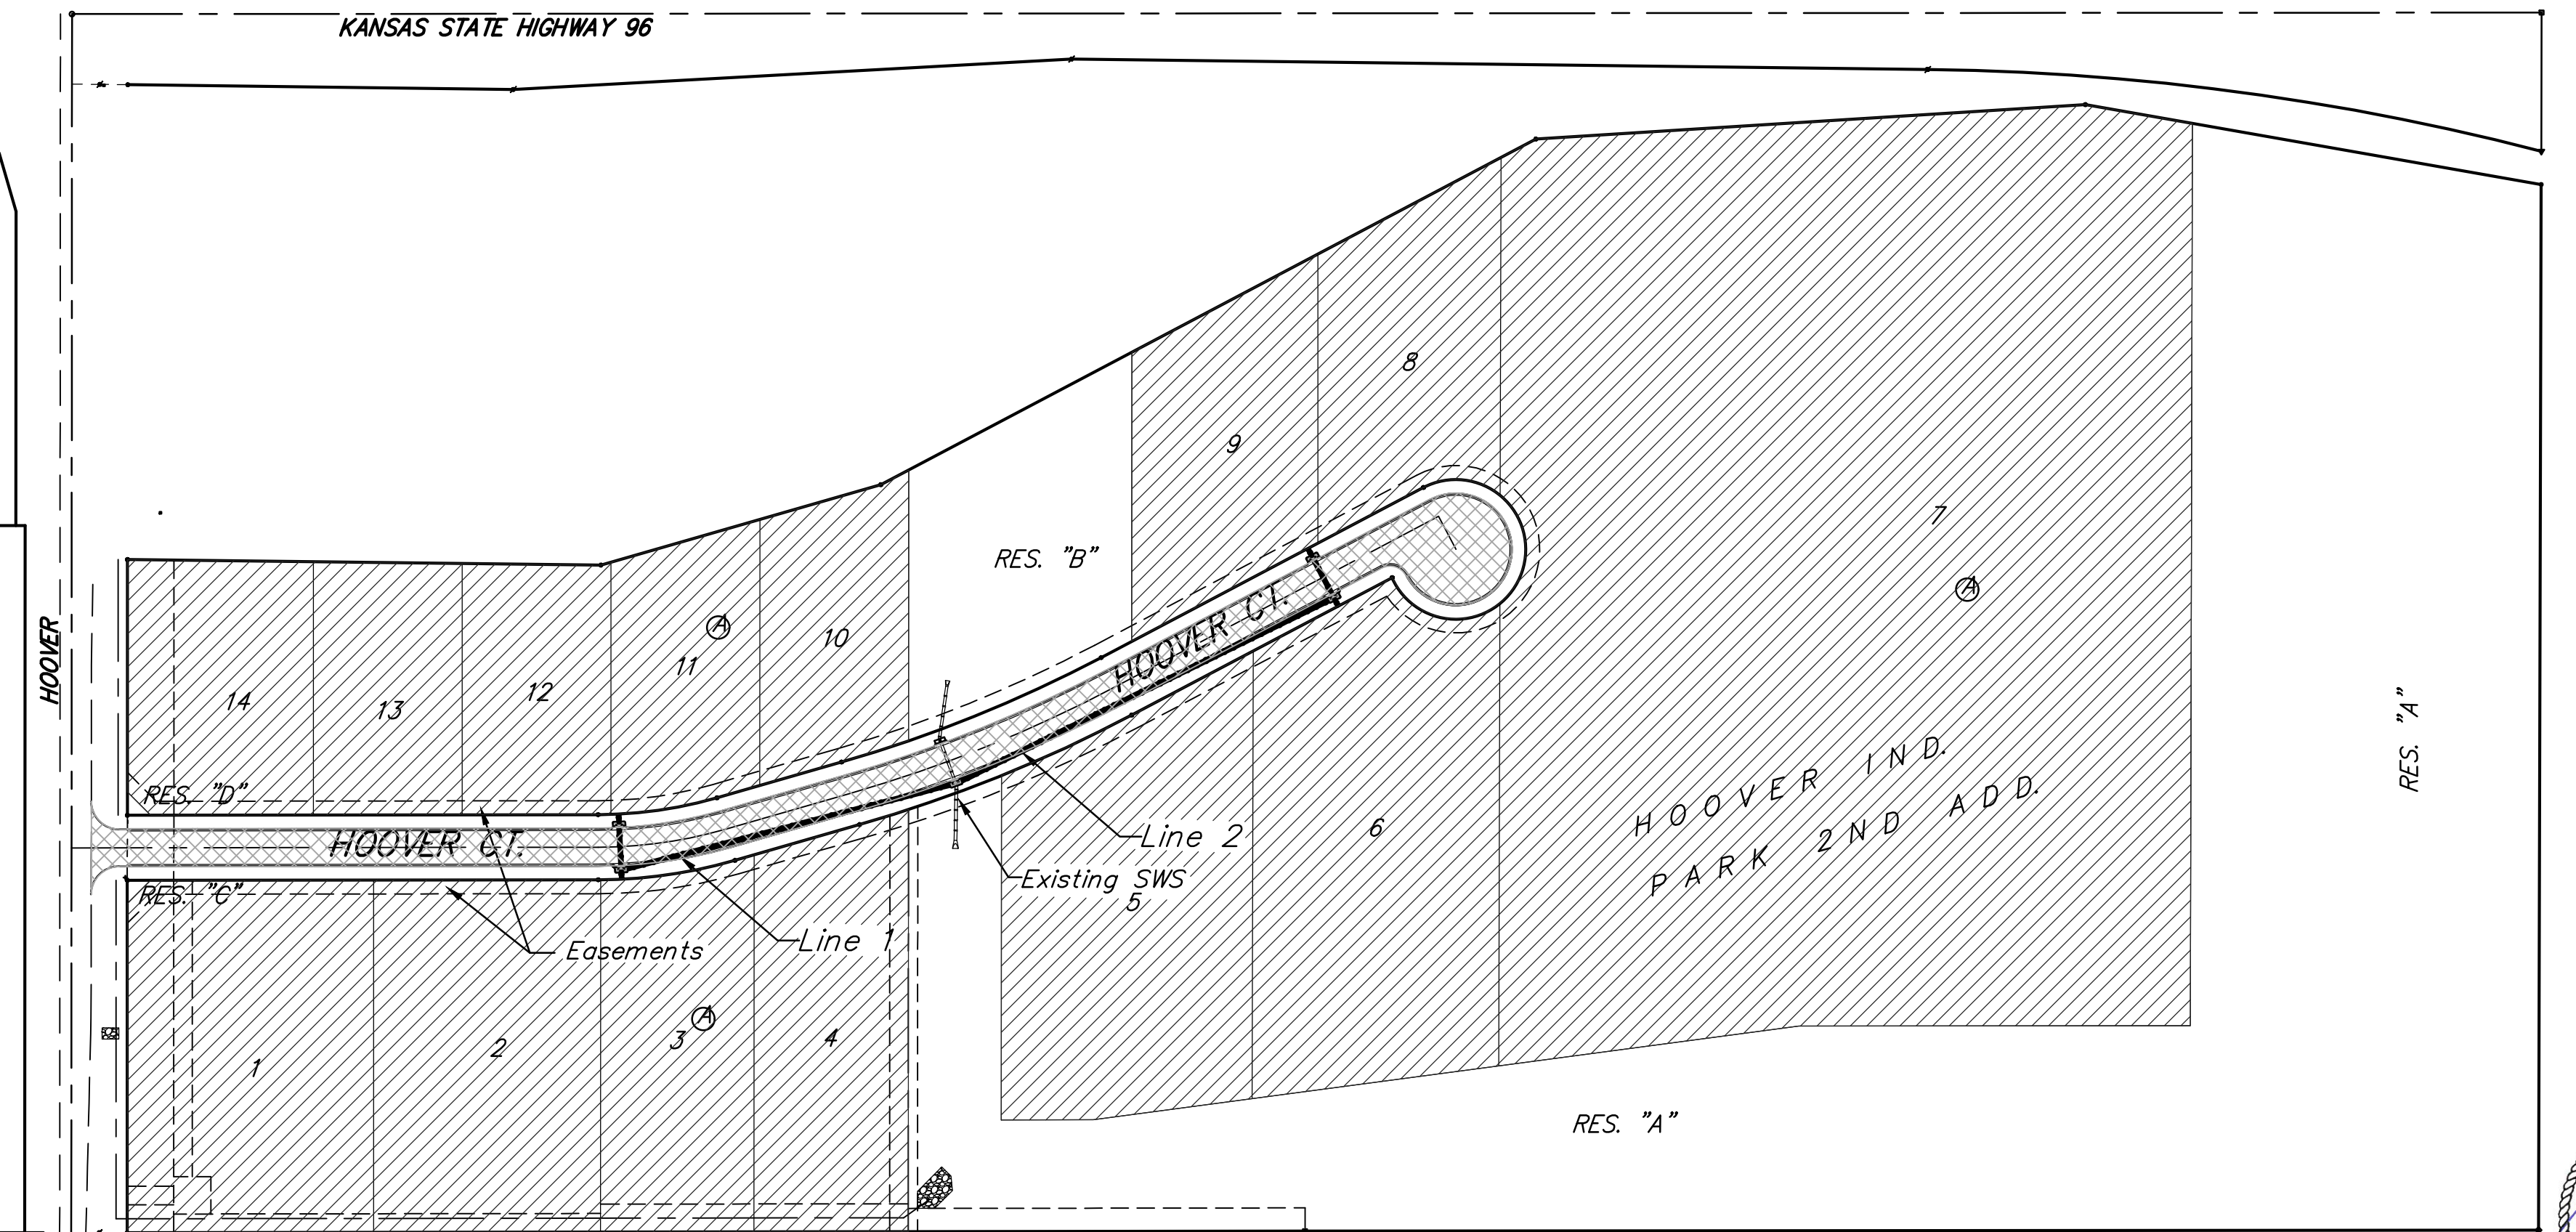 KANSAS STATE HIGHWAY 96
8
9
7
A
RES. "B"
HOOVER CT.
HOOVER
A
10
11
12
13
14
RES. "A"
HOOVER IND.
PARK 2ND ADD.
RES. "D"
HOOVER CT.
Line 2
6
Existing SWS
5
RES. "C"
Line 1
Easements
A
3
4
2
1
RES. "A"